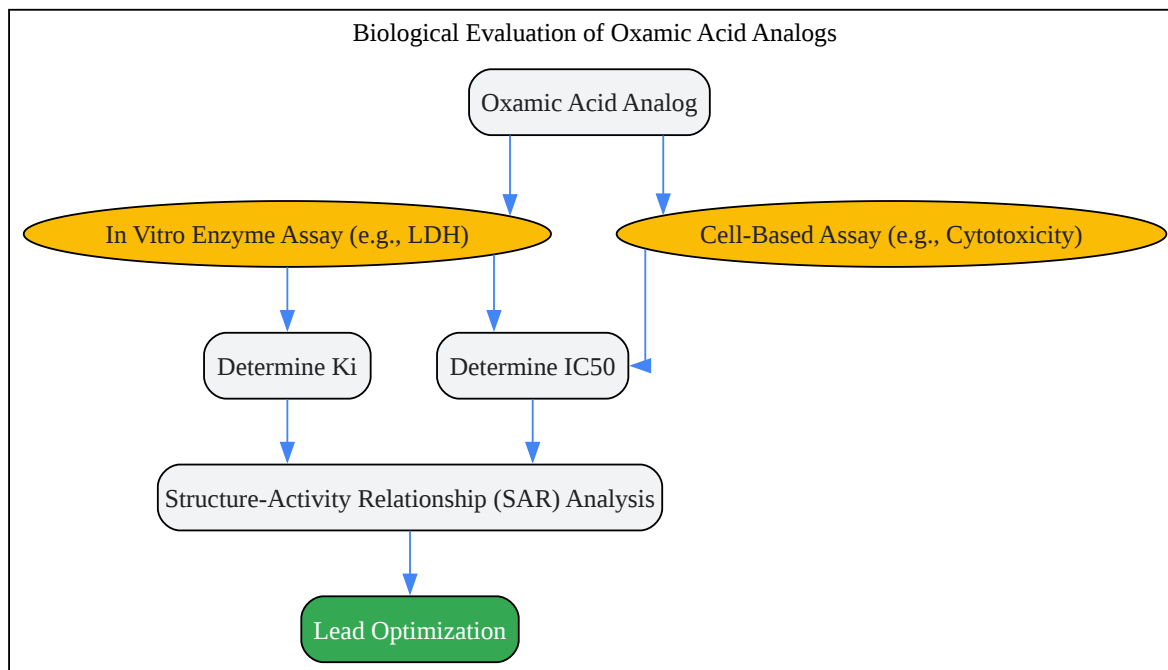 Biological Evaluation of Oxamic Acid Analogs
Oxamic Acid Analog
In Vitro Enzyme Assay (e.g., LDH)
Cell-Based Assay (e.g., Cytotoxicity)
Determine Ki
Determine IC50
Structure-Activity Relationship (SAR) Analysis
Lead Optimization